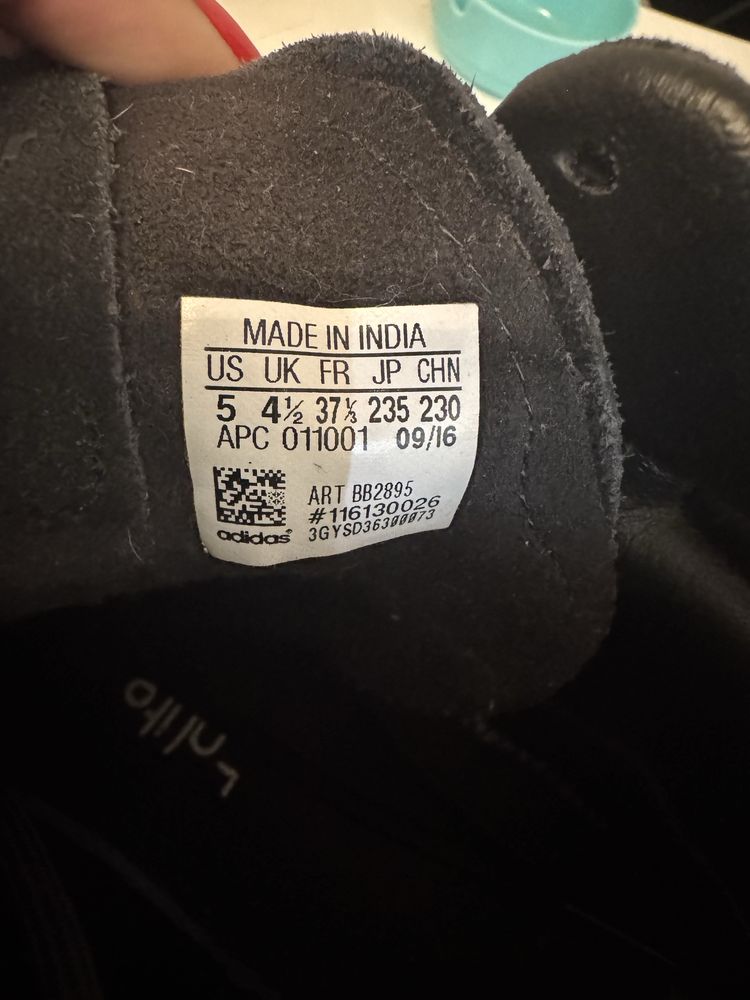 MADE IN INDIA
US UK FR JP CHN
5 4½ 37⅓ 235 230
APC 011001 09/16
ART BB2895
#116130026
3GYSD36300073
adidas